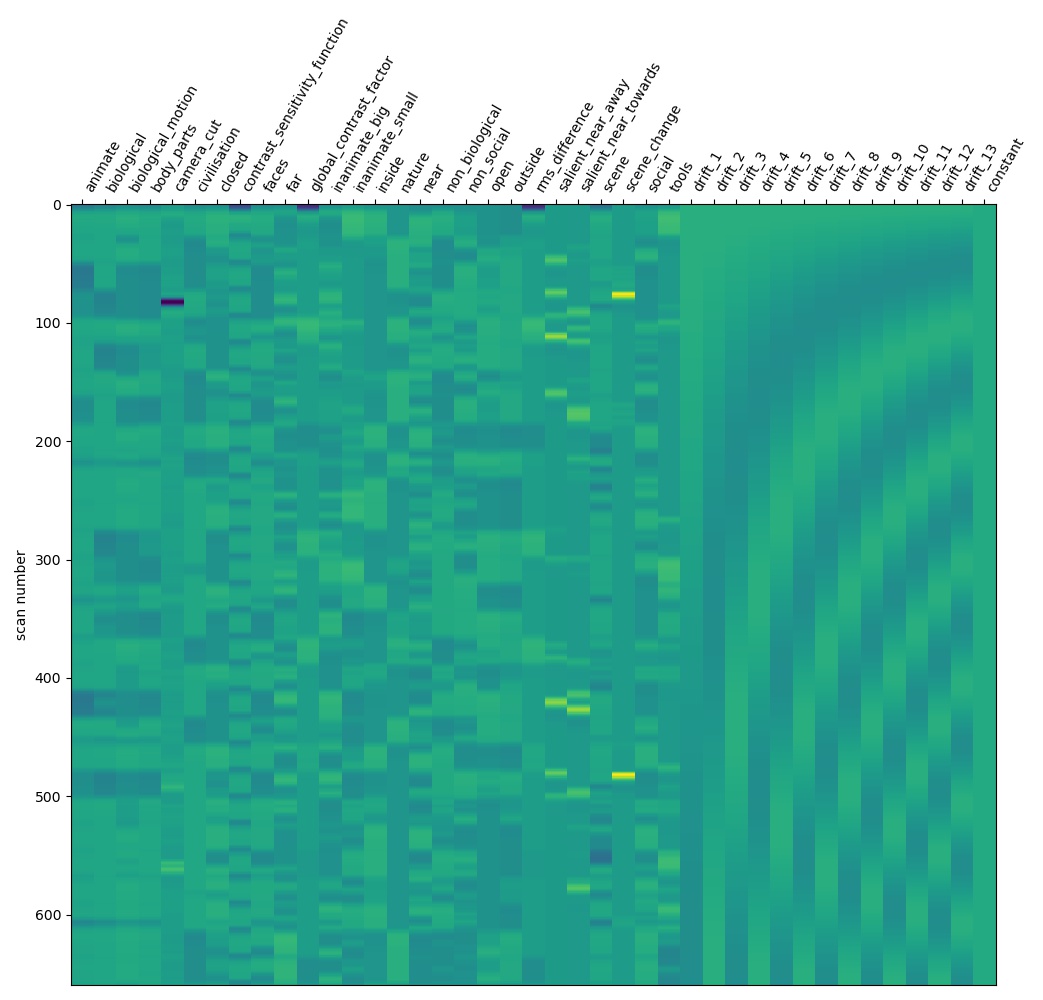 animate
biological
biological_motion
body_parts
camera_cut
civilisation
closed
contrast_sensitivity_function
faces
far
global_contrast_factor
inanimate_big
inanimate_small
inside
nature
near
non_biological
non_social
open
outside
rms_difference
salient_near_away
salient_near_towards
scene
scene_change
social
tools
drift_1
drift_2
drift_3
drift_4
drift_5
drift_6
drift_7
drift_8
drift_9
drift_10
drift_11
drift_12
drift_13
constant
0
100
200
300
400
500
600
scan number